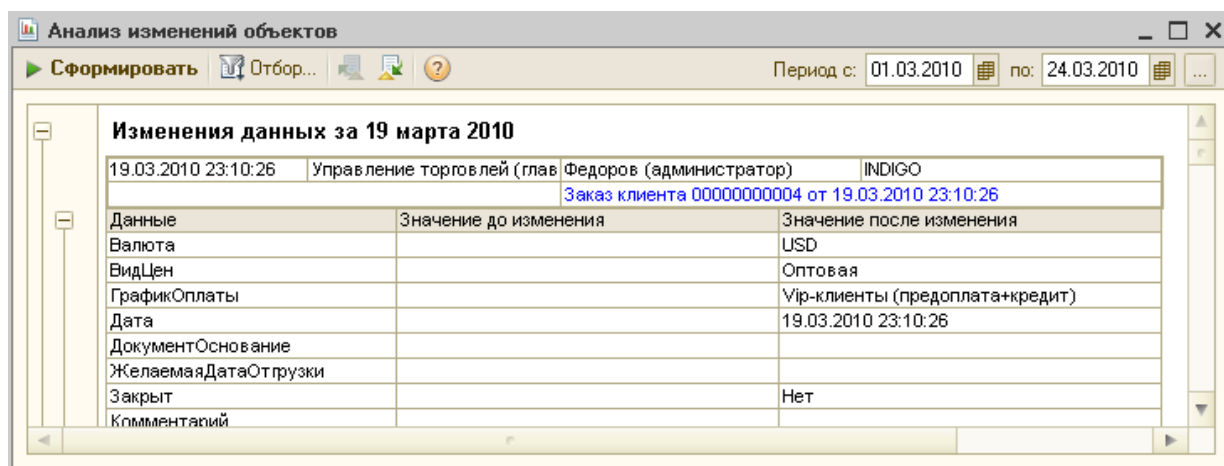 Анализ изменений объектов
Сформировать Отбор... Период с: 01.03.2010 по: 24.03.2010 ...
Изменения данных за 19 марта 2010
19.03.2010 23:10:26 Управление торговлей (глав Федоров (администратор) INDIGO
Заказ клиента 00000000004 от 19.03.2010 23:10:26
Данные Значение до изменения Значение после изменения
Валюта USD
ВидЦен Оптовая
ГрафикОплаты Vip-клиенты (предоплата+кредит)
Дата 19.03.2010 23:10:26
ДокументОснование
ЖелаемаяДатаОтгрузки
Закрыт Нет
Комментарий